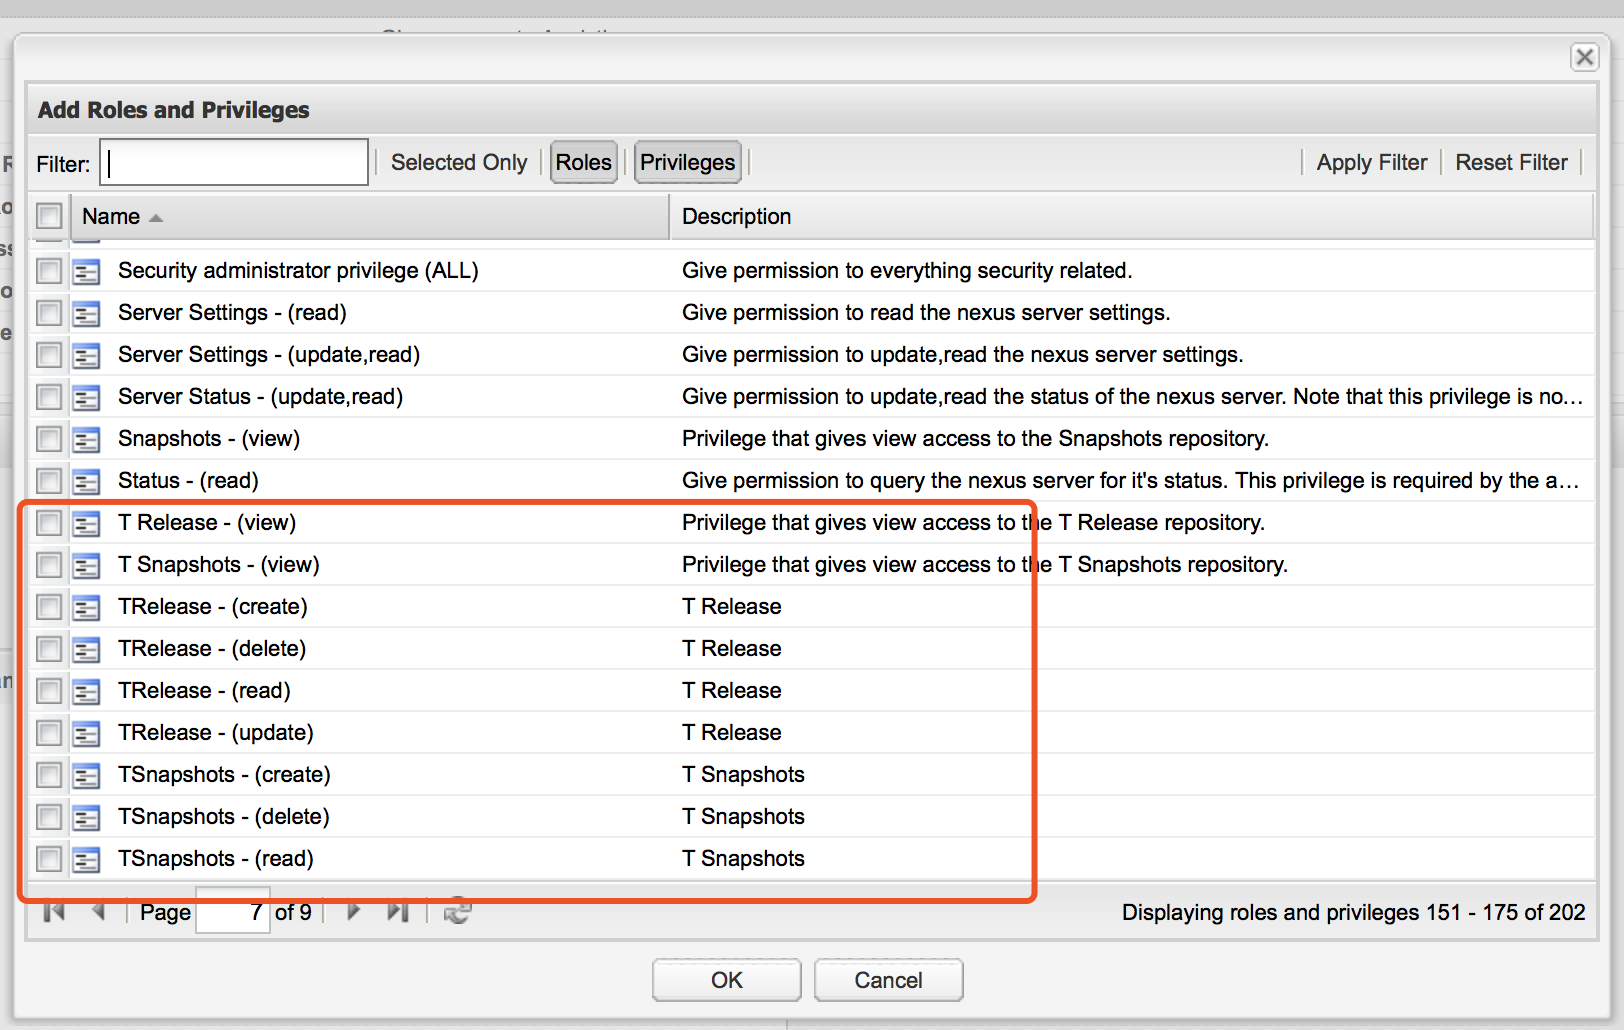 Add Roles and Privileges
Filter: Selected Only Roles Privileges Apply Filter Reset Filter
Name Description
Security administrator privilege (ALL) Give permission to everything security related.
Server Settings - (read) Give permission to read the nexus server settings.
Server Settings - (update,read) Give permission to update,read the nexus server settings.
Server Status - (update,read) Give permission to update,read the status of the nexus server. Note that this privilege is no...
Snapshots - (view) Privilege that gives view access to the Snapshots repository.
Status - (read) Give permission to query the nexus server for it's status. This privilege is required by the a...
T Release - (view) Privilege that gives view access to the T Release repository.
T Snapshots - (view) Privilege that gives view access to the T Snapshots repository.
TRelease - (create) T Release
TRelease - (delete) T Release
TRelease - (read) T Release
TRelease - (update) T Release
TSnapshots - (create) T Snapshots
TSnapshots - (delete) T Snapshots
TSnapshots - (read) T Snapshots
Page 7 of 9 Displaying roles and privileges 151 - 175 of 202
OK Cancel